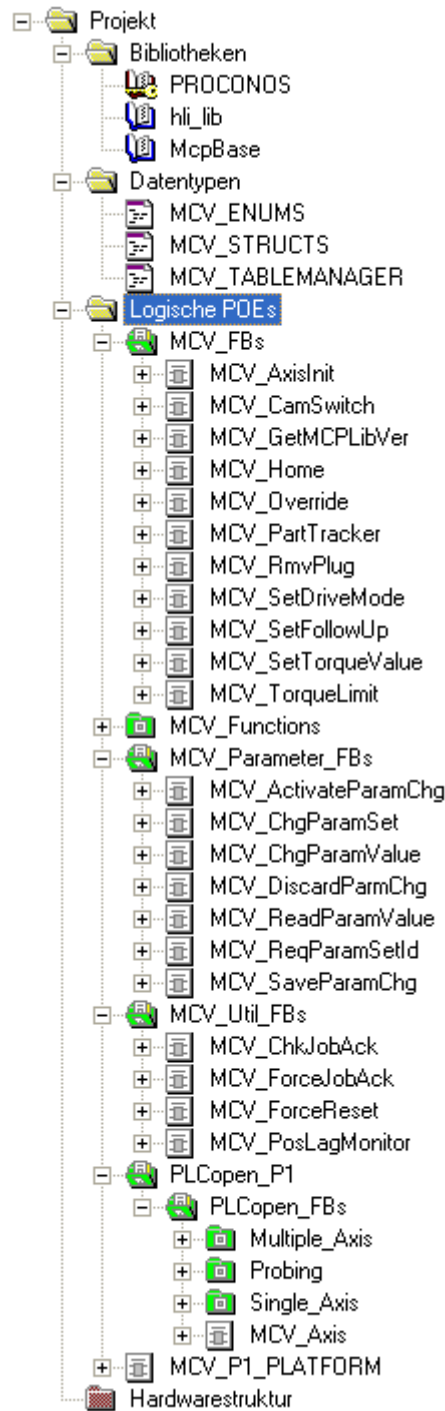 Projekt
Bibliotheken
PROCONOS
hli_lib
McpBase
Datentypen
MCV_ENUMS
MCV_STRUCTS
MCV_TABLEMANAGER
Logische POEs
MCV_FBs
MCV_AxisInit
MCV_CamSwitch
MCV_GetMCPLibVer
MCV_Home
MCV_Override
MCV_PartTracker
MCV_RmvPlug
MCV_SetDriveMode
MCV_SetFollowUp
MCV_SetTorqueValue
MCV_TorqueLimit
MCV_Functions
MCV_Parameter_FBs
MCV_ActivateParamChg
MCV_ChgParamSet
MCV_ChgParamValue
MCV_DiscardParmChg
MCV_ReadParamValue
MCV_ReqParamSetId
MCV_SaveParamChg
MCV_Util_FBs
MCV_ChkJobAck
MCV_ForceJobAck
MCV_ForceReset
MCV_PosLagMonitor
PLCopen_P1
PLCopen_FBs
Multiple_Axis
Probing
Single_Axis
MCV_Axis
MCV_P1_PLATFORM
Hardwarestruktur